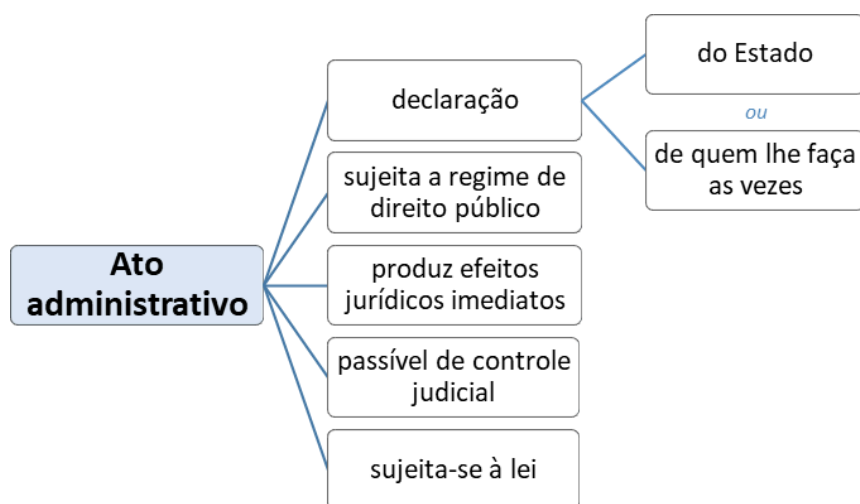 Ato
administrativo
declaração
do Estado
ou
de quem lhe faça
as vezes
sujeita a regime de
direito público
produz efeitos
jurídicos imediatos
passível de controle
judicial
sujeita-se à lei